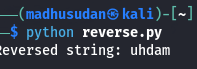 (madhusudan㉿kali)-[~]
$ python reverse.py
Reversed string: uhdam